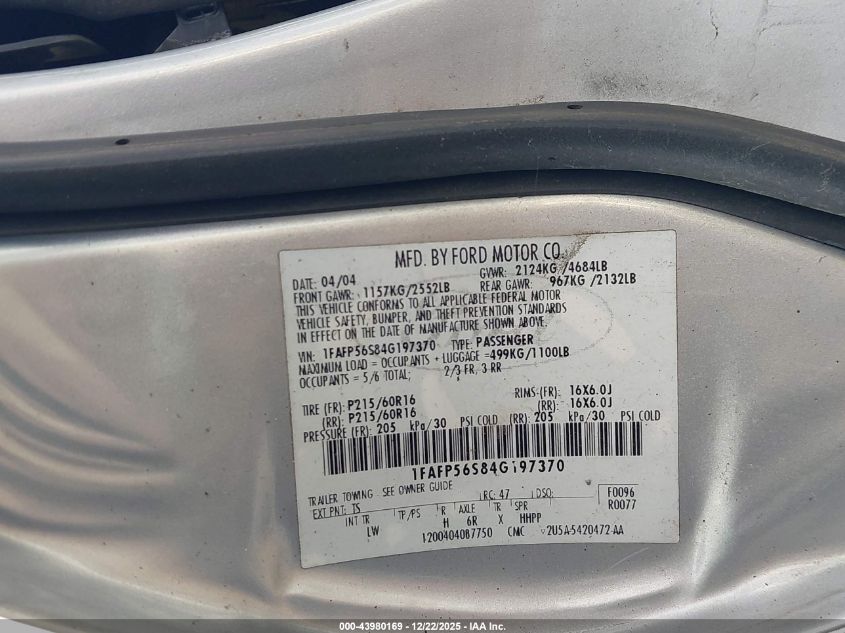 MFD. BY FORD MOTOR CO.
DATE 04/04 GVWR: 2124KG /4684LB
FRONT GAWR: 1157KG/2552LB REAR GAWR: 967KG /2132LB
THIS VEHICLE CONFORMS TO ALL APPLICABLE FEDERAL MOTOR
VEHICLE SAFETY, BUMPER, AND THEFT PREVENTION STANDARDS
IN EFFECT ON THE DATE OF MANUFACTURE SHOWN ABOVE.
VIN: 1FAFP56S84G197370 TYPE: PASSENGER
MAXIMUM LOAD = OCCUPANTS + LUGGAGE =499KG/1100LB
OCCUPANTS = 5/6 TOTAL; 2/3 FR, 3 RR
TIRE (FR): P215/60R16 RIMS:(FR): 16X6.0J
(RR): P215/60R16 (RR): 16X6.0J
PRESSURE (FR): 205 kPa/30 PSI COLD (RR): 205 kPa/30 PSI COLD
1FAFP56S84G197370
TRAILER TOWING - SEE OWNER GUIDE
EXT PNT: TS RC: 47 DSO: F0096
INT TR TP/PS R AXLE TR SPR R0077
LW H 6R X HHPP
1200404087750 CMC 2U5A-5420472-AA
000-43980169 - 12/22/2025 - IAA Inc.